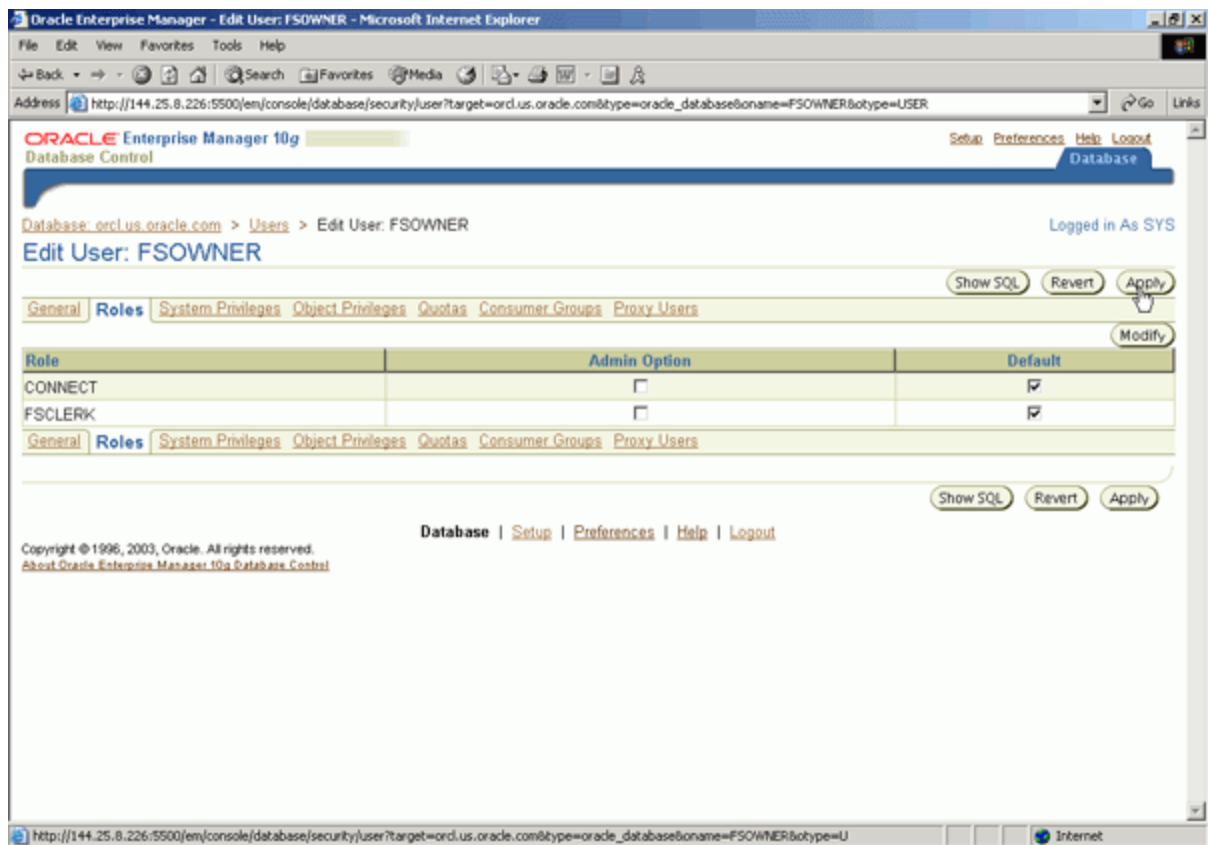 Oracle Enterprise Manager - Edit User: FSOWNER - Microsoft Internet Explorer
File Edit View Favorites Tools Help
Back Search Favorites Media
Address http://144.25.8.226:5500/em/console/database/security/user?target=orcl.us.oracle.com&type=oracle_database&oname=FSOWNER&otype=USER Go Links
ORACLE Enterprise Manager 10g
Database Control
Setup Preferences Help Logout
Database
Database: orcl.us.oracle.com > Users > Edit User: FSOWNER Logged in As SYS
Edit User: FSOWNER
Show SQL Revert Apply
General Roles System Privileges Object Privileges Quotas Consumer Groups Proxy Users
Modify
Role Admin Option Default
CONNECT
FSCLERK
General Roles System Privileges Object Privileges Quotas Consumer Groups Proxy Users
Show SQL Revert Apply
Database | Setup | Preferences | Help | Logout
Copyright © 1996, 2003, Oracle. All rights reserved.
About Oracle Enterprise Manager 10g Database Control
http://144.25.8.226:5500/em/console/database/security/user?target=orcl.us.oracle.com&type=oracle_database&oname=FSOWNER&otype=U Internet